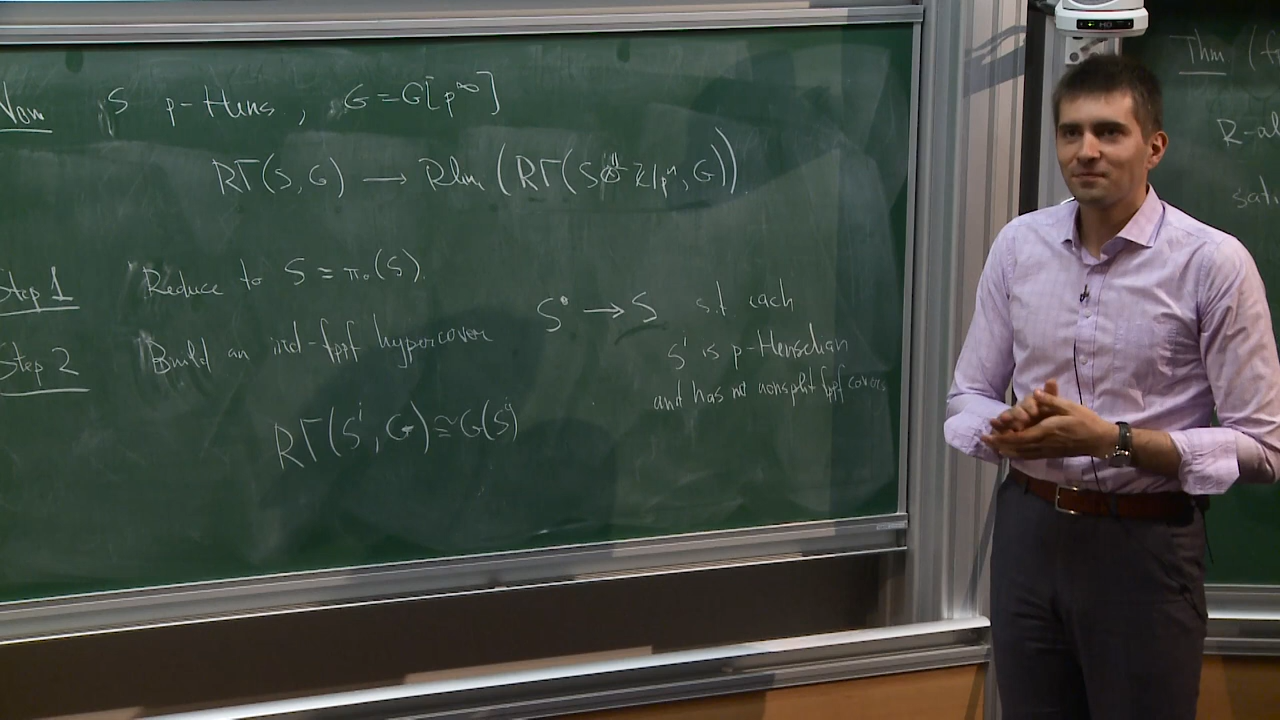 Now S p-Hens, G = G[p^∞]
RΓ(S, G) → Rlim (RΓ(S ⊗^L Z/p^n, G))
Step 1 Reduce to S = π_0(S).
Step 2 Build an ind-fppf hypercover S^• → S s.t each
S^i is p-Henselian
and has no nonsplit fppf covers
RΓ(S^i, G) ≅ G(S^i)
Thm
R-al
sati